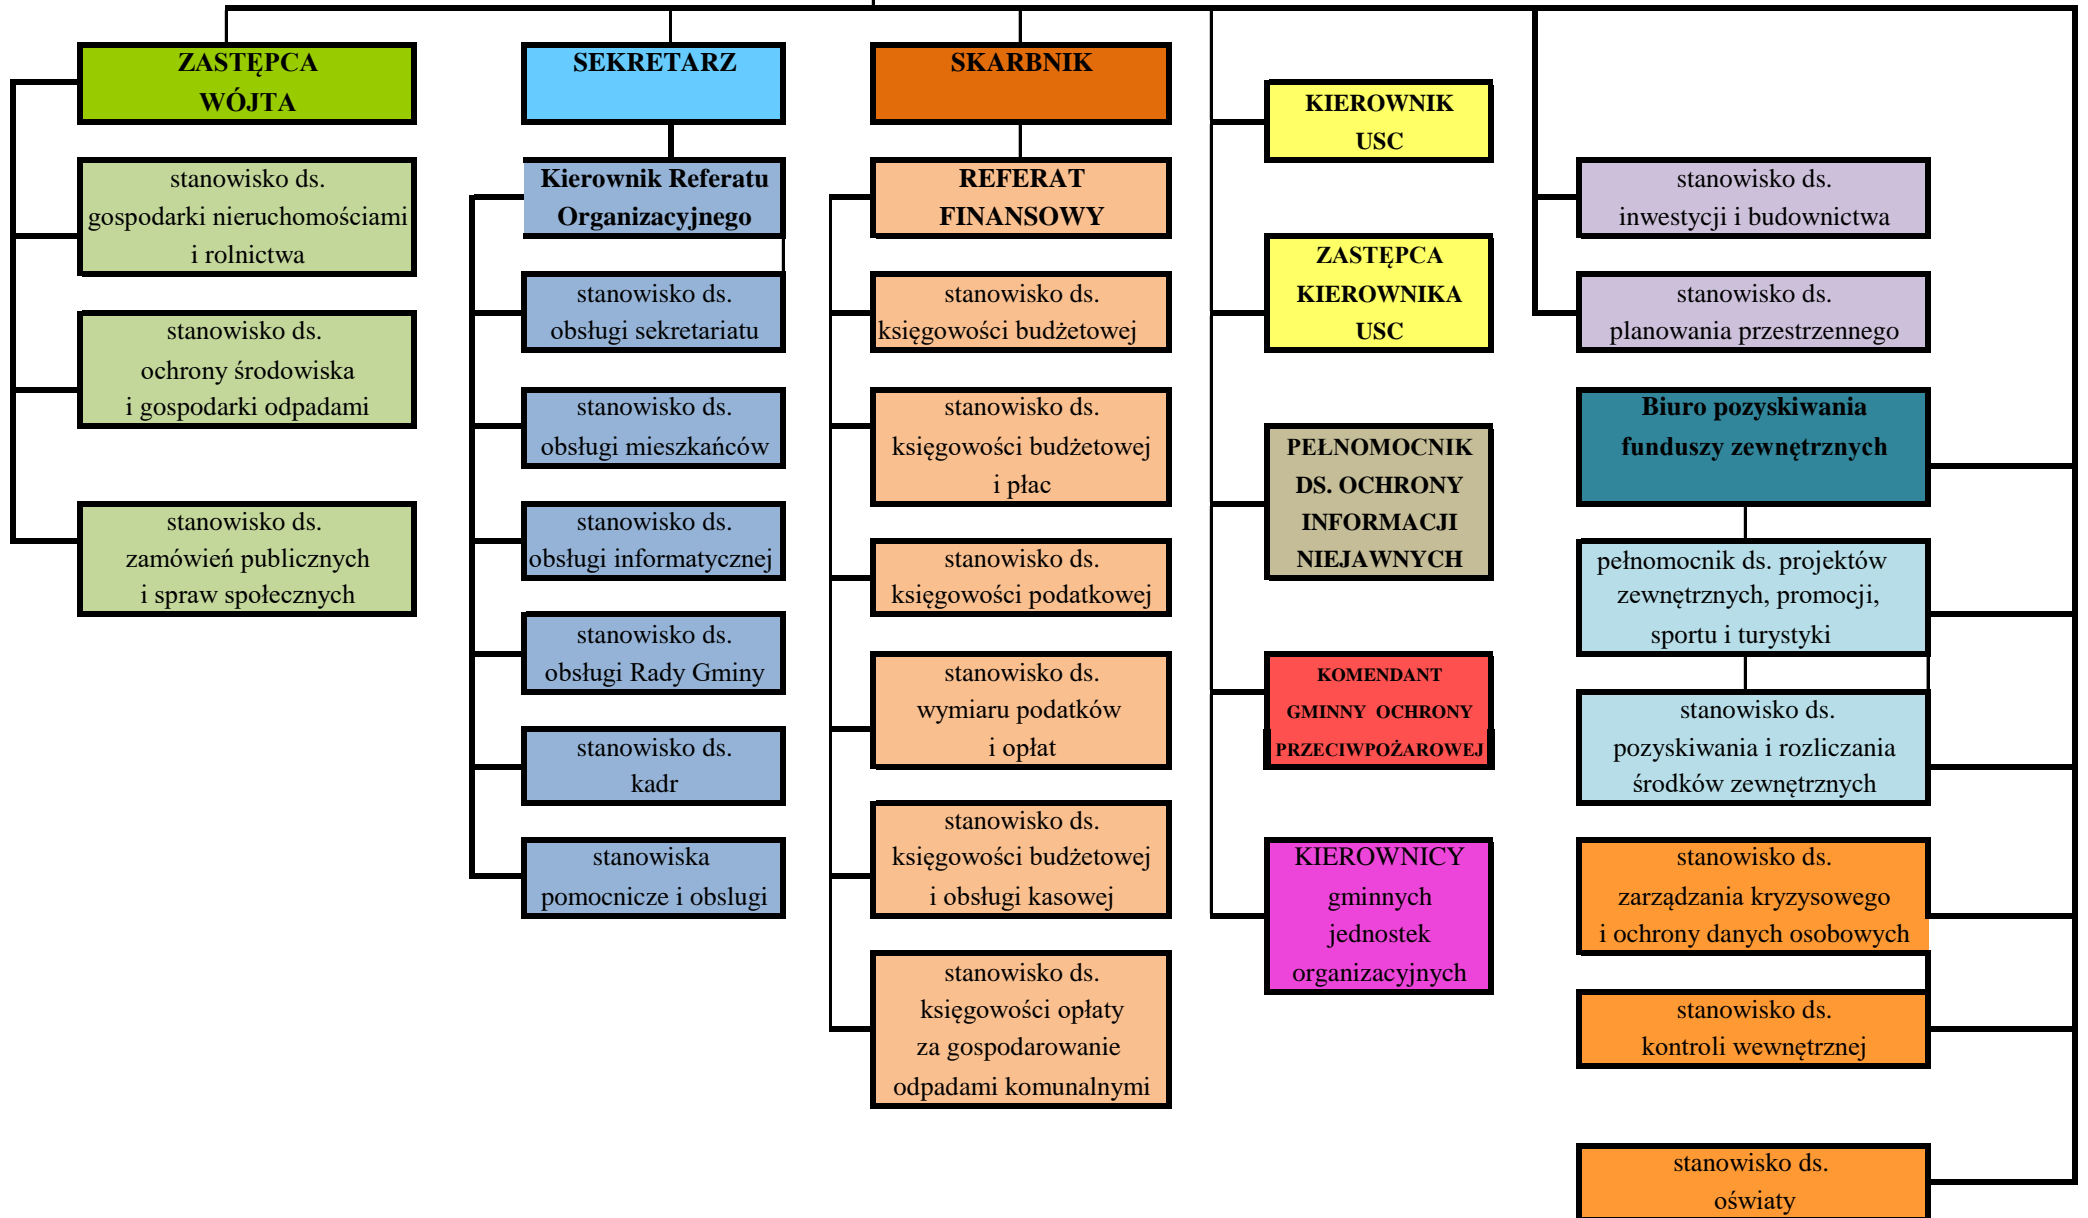 ZASTĘPCA
WÓJTA
stanowisko ds.
gospodarki nieruchomościami
i rolnictwa
stanowisko ds.
ochrony środowiska
i gospodarki odpadami
stanowisko ds.
zamówień publicznych
i spraw społecznych
SEKRETARZ
Kierownik Referatu
Organizacyjnego
stanowisko ds.
obsługi sekretariatu
stanowisko ds.
obsługi mieszkańców
stanowisko ds.
obsługi informatycznej
stanowisko ds.
obsługi Rady Gminy
stanowisko ds.
kadr
stanowiska
pomocnicze i obslugi
SKARBNIK
REFERAT
FINANSOWY
stanowisko ds.
księgowości budżetowej
stanowisko ds.
księgowości budżetowej
i płac
stanowisko ds.
księgowości podatkowej
stanowisko ds.
wymiaru podatków
i opłat
stanowisko ds.
księgowości budżetowej
i obsługi kasowej
stanowisko ds.
księgowości opłaty
za gospodarowanie
odpadami komunalnymi
KIEROWNIK
USC
ZASTĘPCA
KIEROWNIKA
USC
PEŁNOMOCNIK
DS. OCHRONY
INFORMACJI
NIEJAWNYCH
KOMENDANT
GMINNY OCHRONY
PRZECIWPOŻAROWEJ
KIEROWNICY
gminnych
jednostek
organizacyjnych
stanowisko ds.
inwestycji i budownictwa
stanowisko ds.
planowania przestrzennego
Biuro pozyskiwania
funduszy zewnętrznych
pełnomocnik ds. projektów
zewnętrznych, promocji,
sportu i turystyki
stanowisko ds.
pozyskiwania i rozliczania
środków zewnętrznych
stanowisko ds.
zarządzania kryzysowego
i ochrony danych osobowych
stanowisko ds.
kontroli wewnętrznej
stanowisko ds.
oświaty